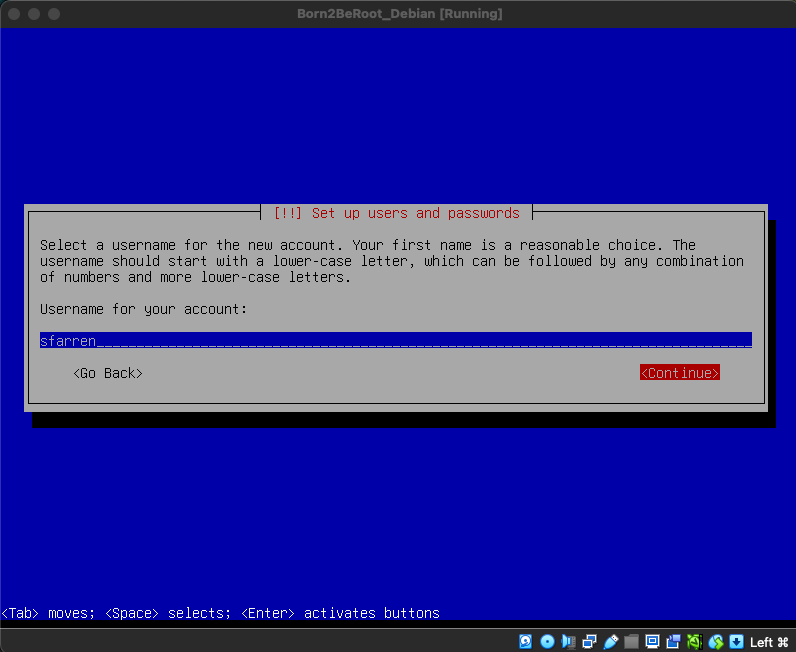 Born2BeRoot_Debian [Running]
[!!] Set up users and passwords
Select a username for the new account. Your first name is a reasonable choice. The
username should start with a lower-case letter, which can be followed by any combination
of numbers and more lower-case letters.
Username for your account:
sfarren
<Go Back>
<Continue>
<Tab> moves; <Space> selects; <Enter> activates buttons
Left ⌘